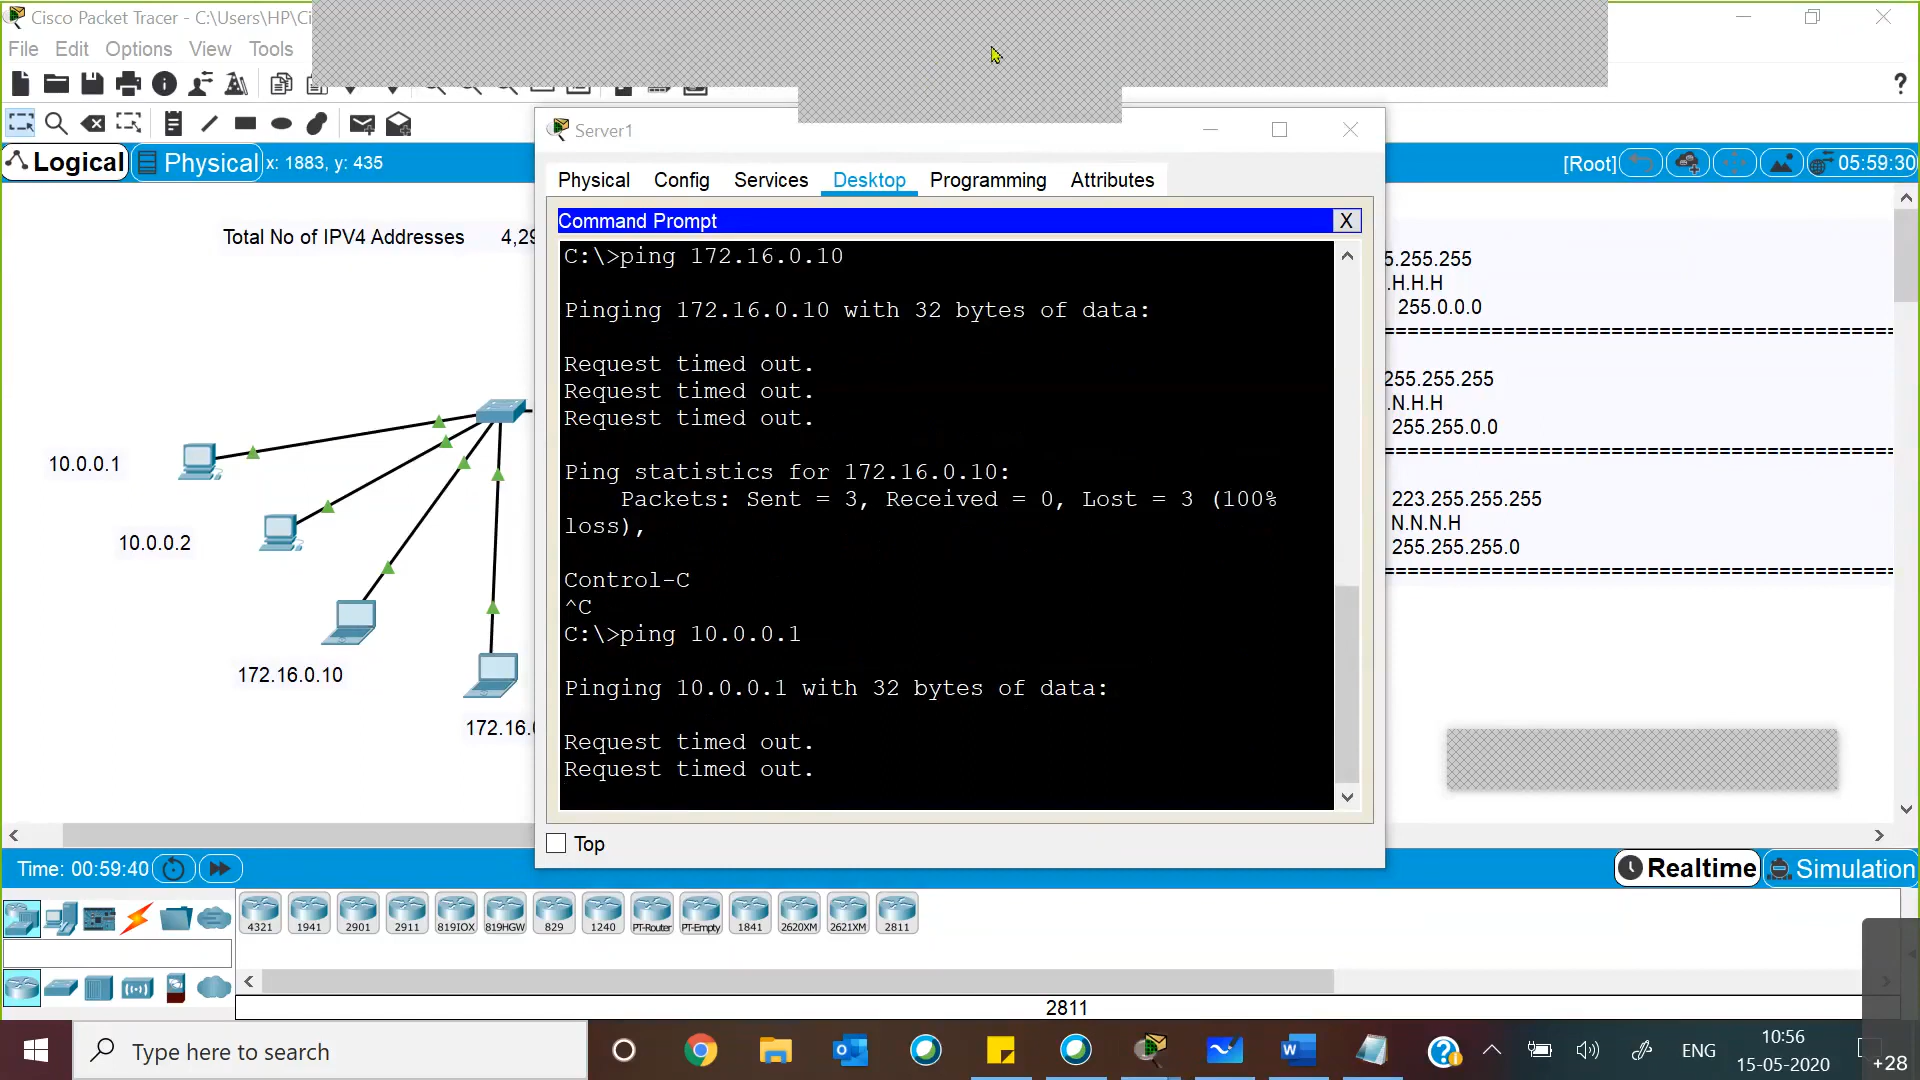 Cisco Packet Tracer - C:\Users\HP\Ci
File Edit Options View Tools
?
Server1
Logical Physical x: 1883, y: 435
[Root] 05:59:30
Physical Config Services Desktop Programming Attributes
Command Prompt X
Total No of IPV4 Addresses 4,29
C:\>ping 172.16.0.10
Pinging 172.16.0.10 with 32 bytes of data:
Request timed out.
Request timed out.
Request timed out.
Ping statistics for 172.16.0.10:
Packets: Sent = 3, Received = 0, Lost = 3 (100%
loss),
Control-C
^C
C:\>ping 10.0.0.1
Pinging 10.0.0.1 with 32 bytes of data:
Request timed out.
Request timed out.
Top
10.0.0.1
10.0.0.2
172.16.0.10
172.16.0
5.255.255
.H.H.H
255.0.0.0
==========================================
255.255.255
.N.H.H
255.255.0.0
==========================================
223.255.255.255
N.N.N.H
255.255.255.0
==========================================
Time: 00:59:40
Realtime Simulation
4321 1941 2901 2911 819IOX 819HGW 829 1240 PT-Router PT-Empty 1841 2620XM 2621XM 2811
2811
Type here to search
ENG
10:56
15-05-2020
+28